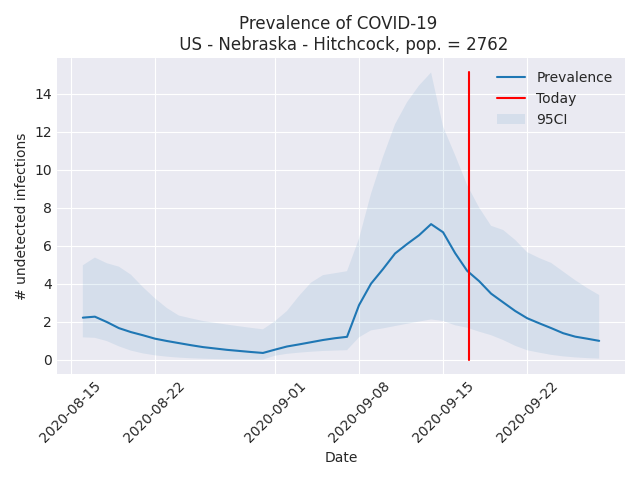 Prevalence of COVID-19
US - Nebraska - Hitchcock, pop. = 2762
Prevalence
Today
95CI
# undetected infections
14
12
10
8
6
4
2
0
2020-08-15
2020-08-22
2020-09-01
2020-09-08
2020-09-15
2020-09-22
Date